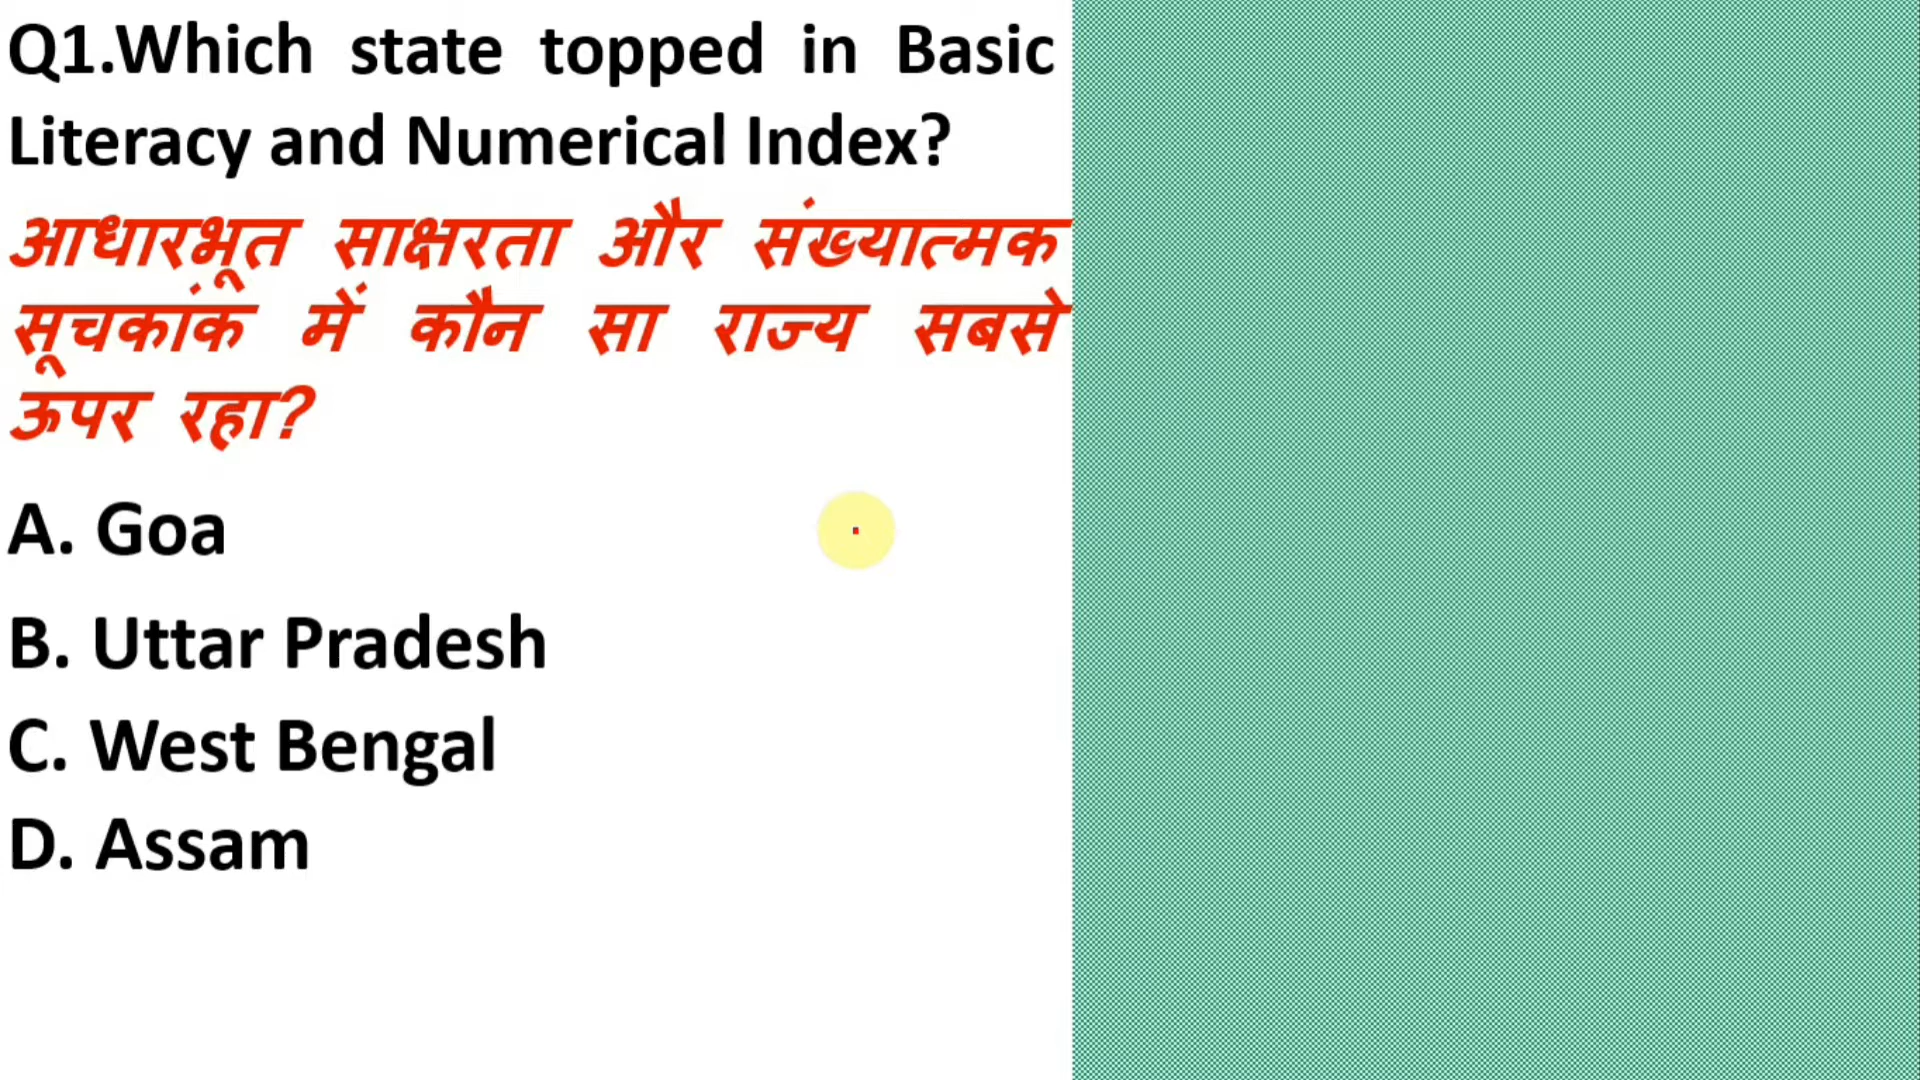 Q1.Which state topped in Basic
Literacy and Numerical Index?
आधारभूत साक्षरता और संख्यात्मक
सूचकांक में कौन सा राज्य सबसे
ऊपर रहा?
A. Goa
B. Uttar Pradesh
C. West Bengal
D. Assam